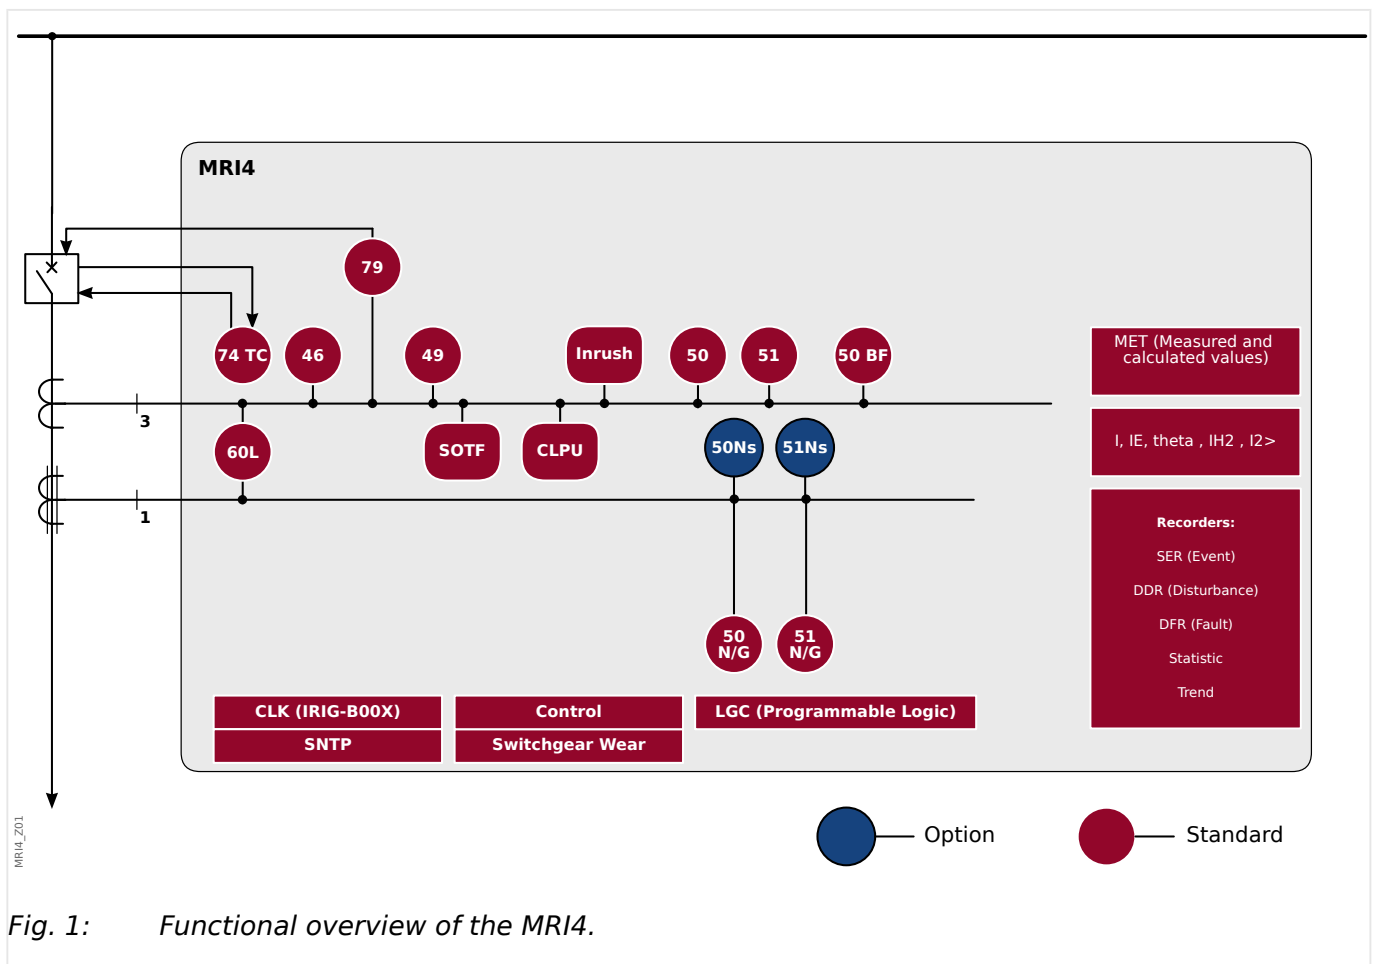 MRI4
79
74 TC
46
49
Inrush
50
51
50 BF
3
60L
SOTF
CLPU
50Ns
51Ns
1
50
N/G
51
N/G
MET (Measured and
calculated values)
I, IE, theta , IH2 , I2>
Recorders:
SER (Event)
DDR (Disturbance)
DFR (Fault)
Statistic
Trend
CLK (IRIG-B00X)
SNTP
Control
Switchgear Wear
LGC (Programmable Logic)
Option
Standard
MRI4_Z01
Fig. 1: Functional overview of the MRI4.